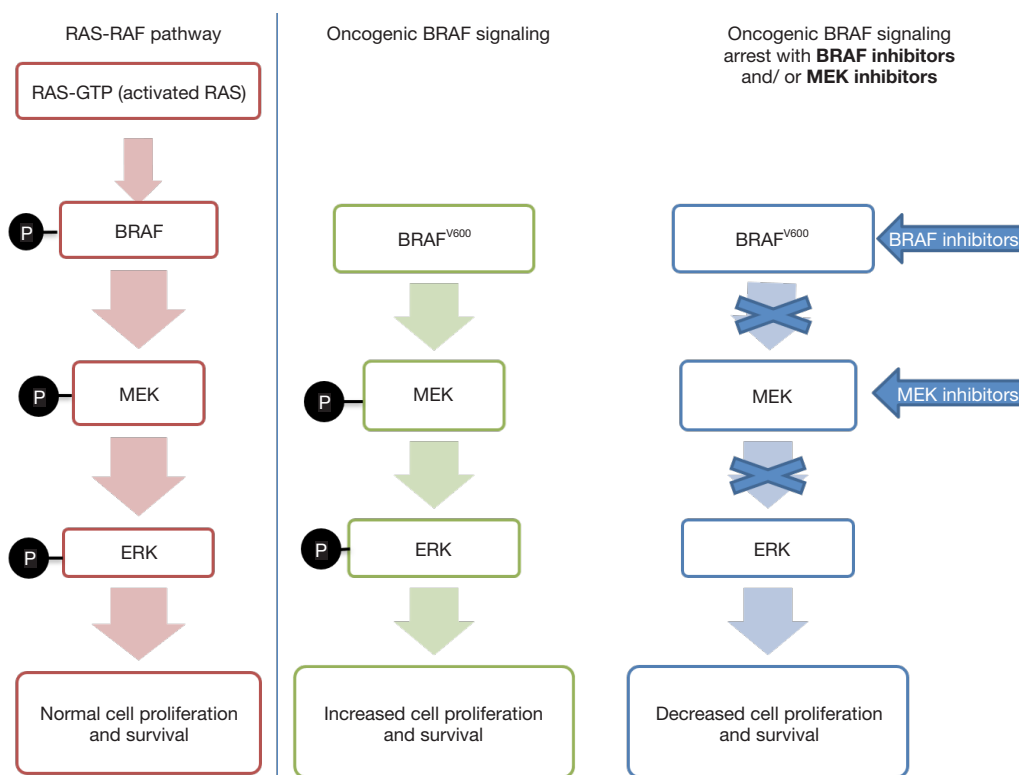 RAS-RAF pathway
RAS-GTP (activated RAS)
P
BRAF
P
MEK
P
ERK
Normal cell proliferation
and survival
Oncogenic BRAF signaling
BRAFV600
P
MEK
P
ERK
Increased cell proliferation
and survival
Oncogenic BRAF signaling
arrest with BRAF inhibitors
and/ or MEK inhibitors
BRAFV600
BRAF inhibitors
MEK
MEK inhibitors
ERK
Decreased cell proliferation
and survival